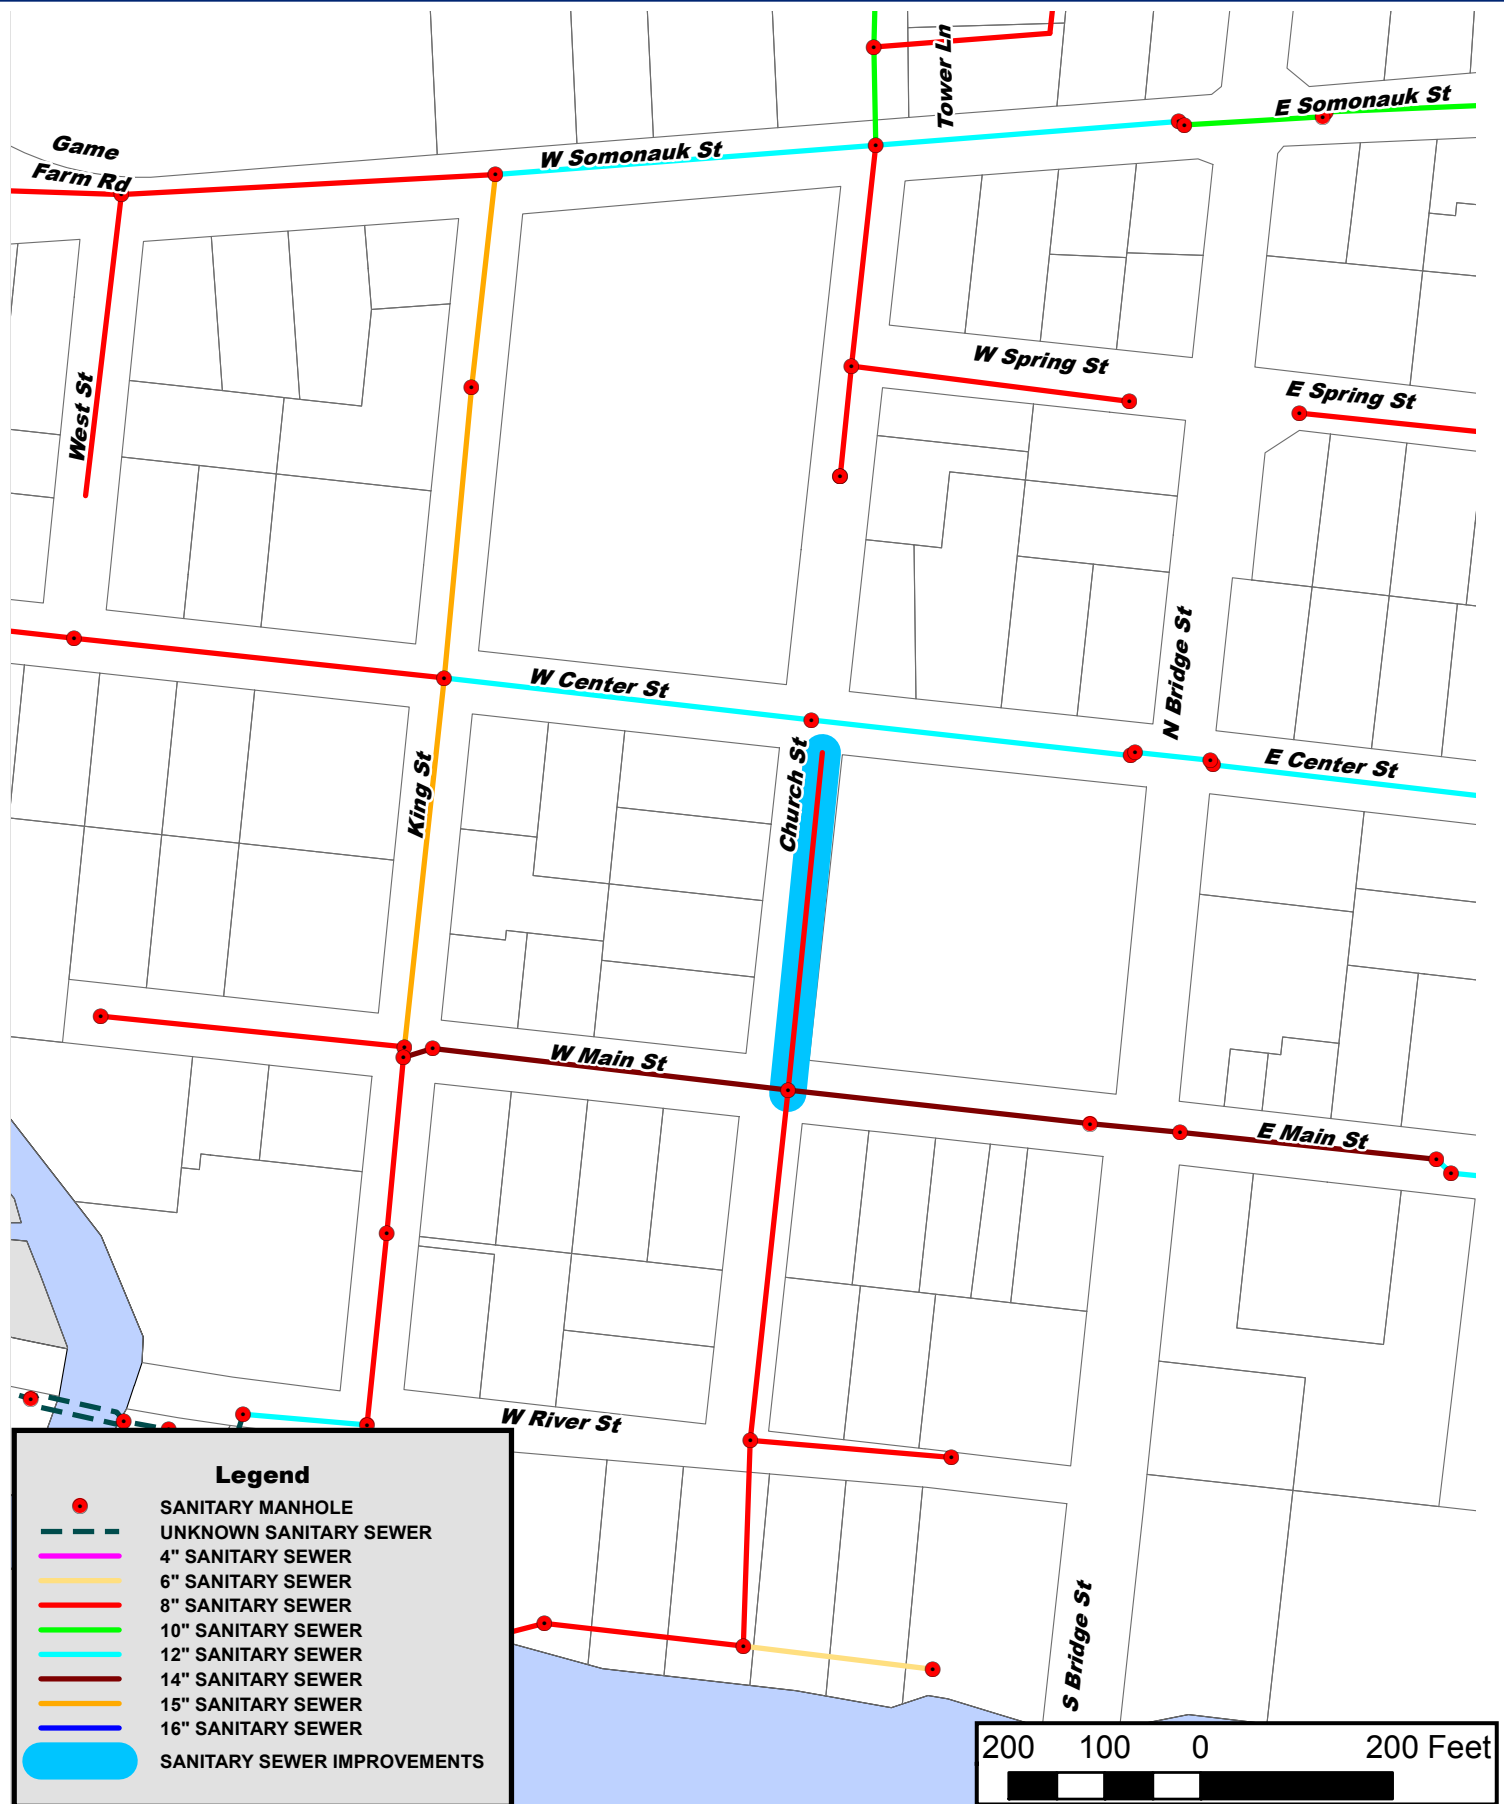 Tower Ln
E Somonauk St
Game
Farm Rd
W Somonauk St
W Spring St
E Spring St
West St
N Bridge St
W Center St
E Center St
King St
Church St
W Main St
E Main St
W River St
S Bridge St
Legend
SANITARY MANHOLE
UNKNOWN SANITARY SEWER
4" SANITARY SEWER
6" SANITARY SEWER
8" SANITARY SEWER
10" SANITARY SEWER
12" SANITARY SEWER
14" SANITARY SEWER
15" SANITARY SEWER
16" SANITARY SEWER
SANITARY SEWER IMPROVEMENTS
200 100 0 200 Feet